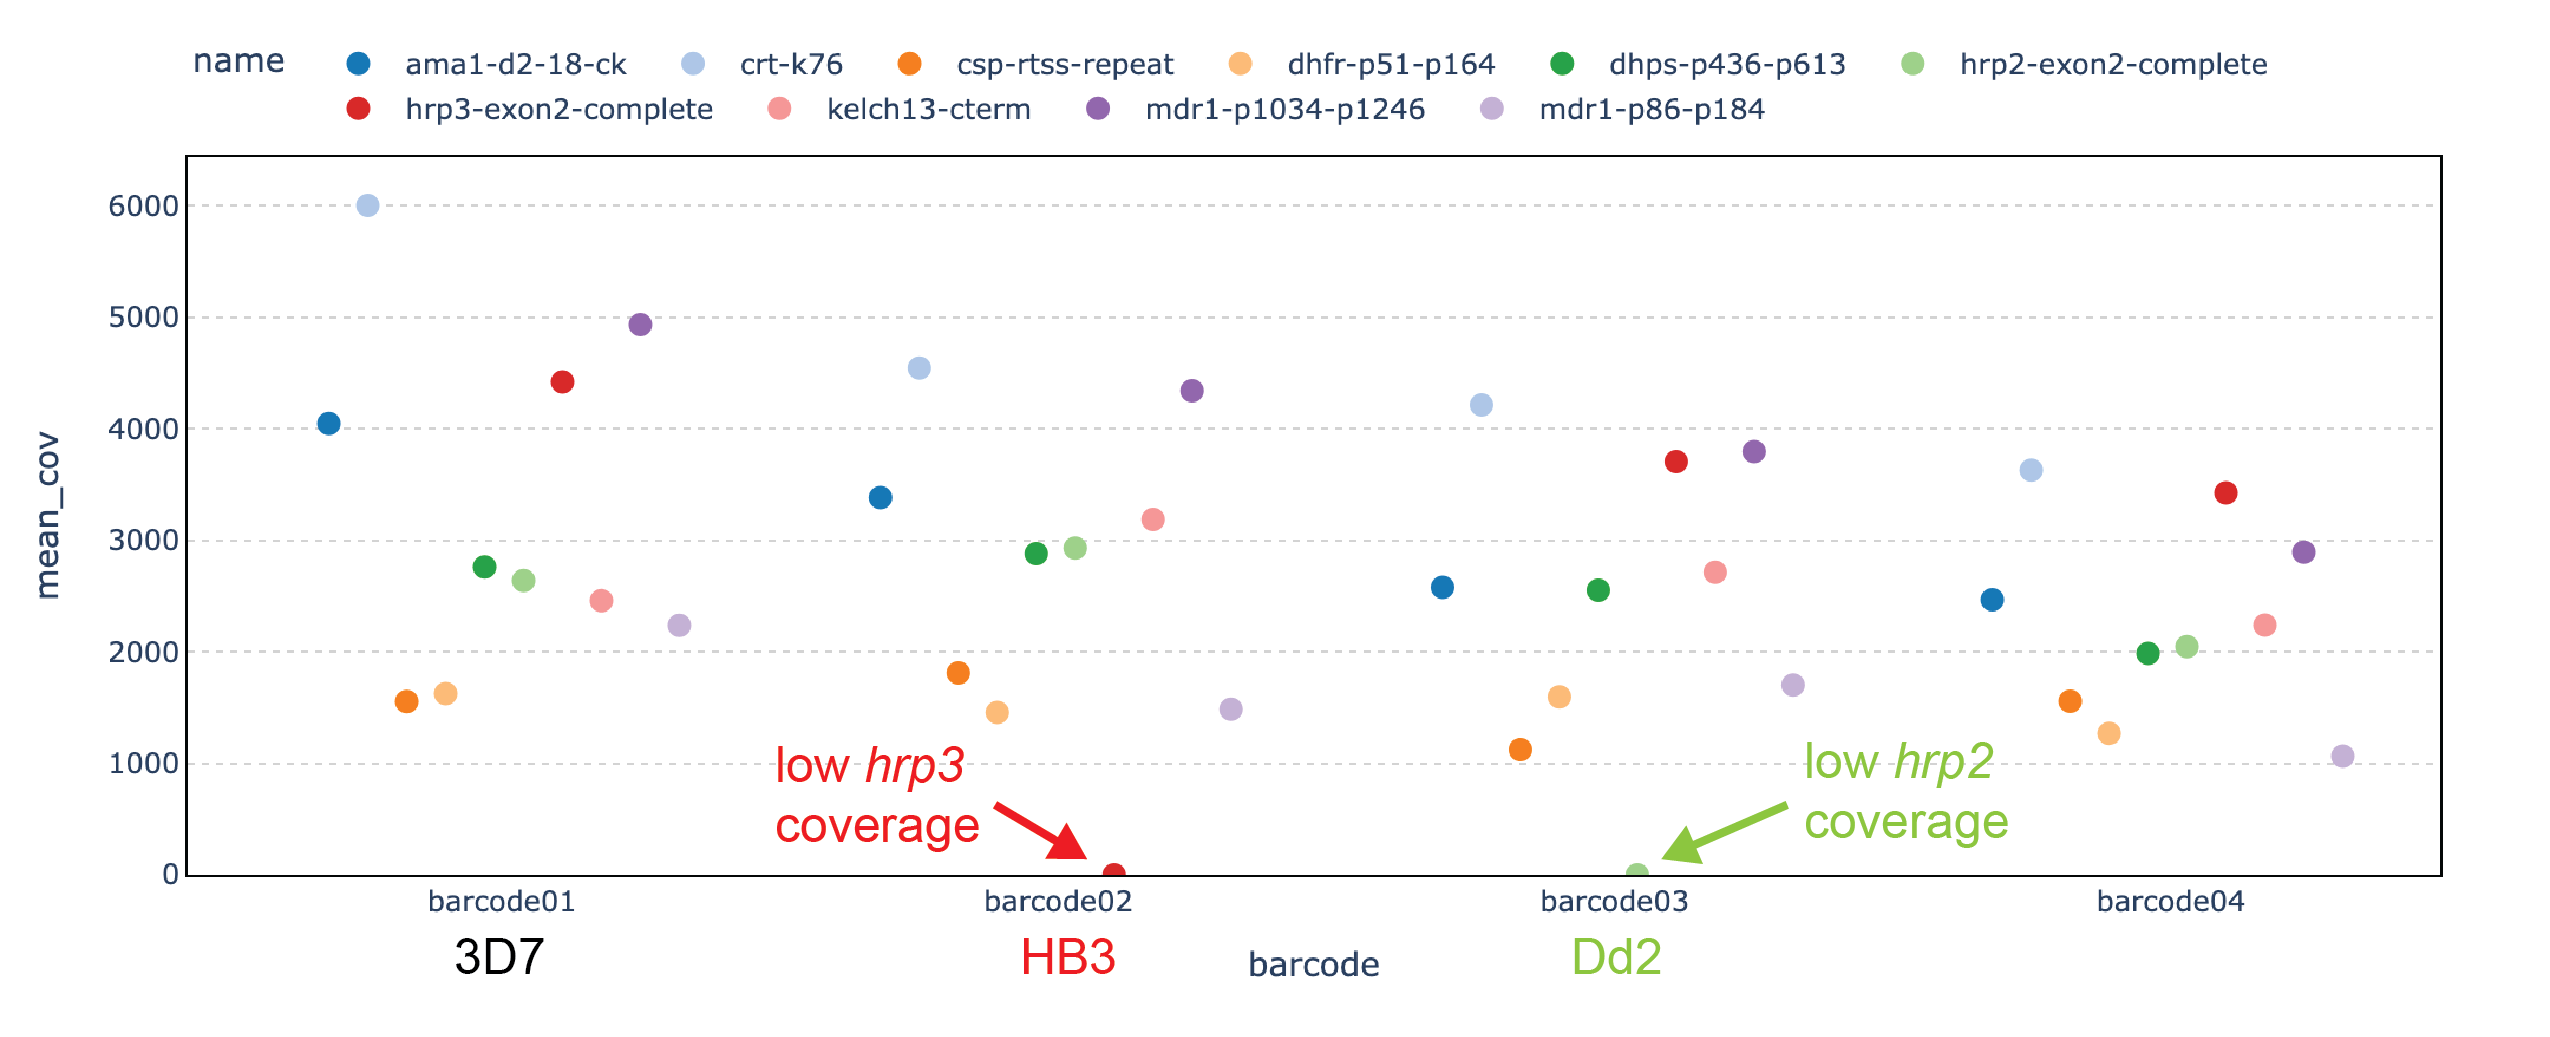 name ama1-d2-18-ck crt-k76 csp-rtss-repeat dhfr-p51-p164 dhps-p436-p613 hrp2-exon2-complete
hrp3-exon2-complete kelch13-cterm mdr1-p1034-p1246 mdr1-p86-p184
mean_cov
6000
5000
4000
3000
2000
1000
0
low hrp3
coverage
low hrp2
coverage
barcode01 barcode02 barcode03 barcode04
3D7 HB3 Dd2
barcode